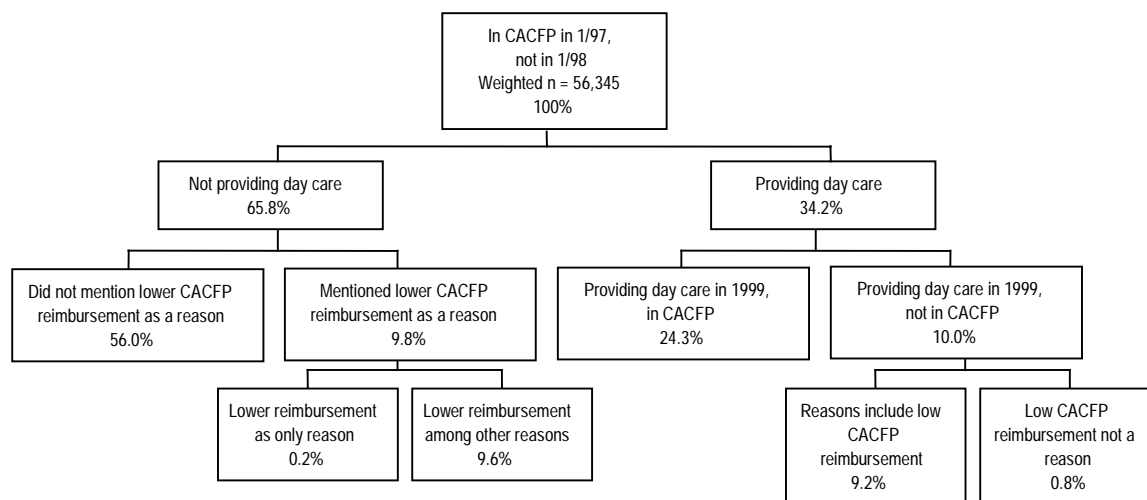 In CACFP in 1/97,
not in 1/98
Weighted n = 56,345
100%
Not providing day care
65.8%
Providing day care
34.2%
Did not mention lower CACFP
reimbursement as a reason
56.0%
Mentioned lower CACFP
reimbursement as a reason
9.8%
Providing day care in 1999,
in CACFP
24.3%
Providing day care in 1999,
not in CACFP
10.0%
Lower reimbursement
as only reason
0.2%
Lower reimbursement
among other reasons
9.6%
Reasons include low
CACFP
reimbursement
9.2%
Low CACFP
reimbursement not a
reason
0.8%